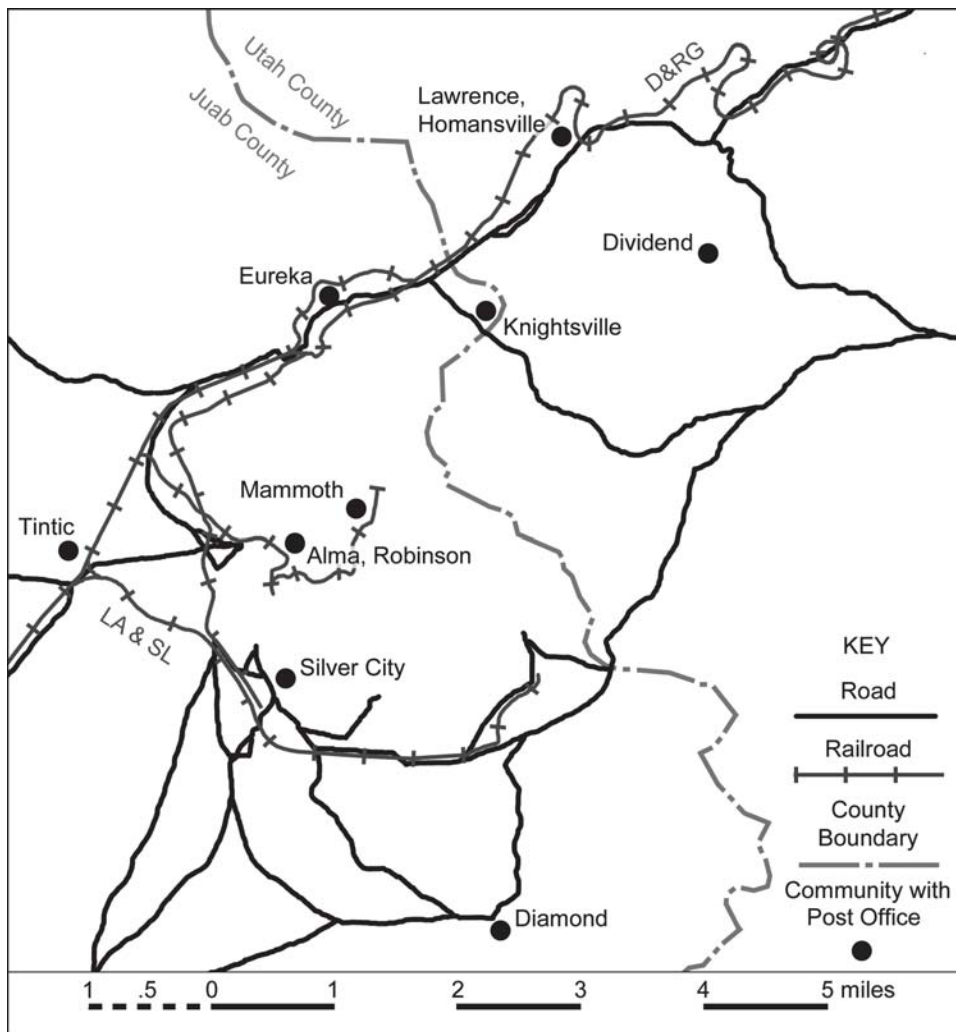 Utah County
Juab County
D&RG
Lawrence,
Homansville
Dividend
Eureka
Knightsville
Mammoth
Tintic
Alma, Robinson
LA & SL
Silver City
Diamond
KEY
Road
Railroad
County
Boundary
Community with
Post Office
1 .5 0 1 2 3 4 5 miles